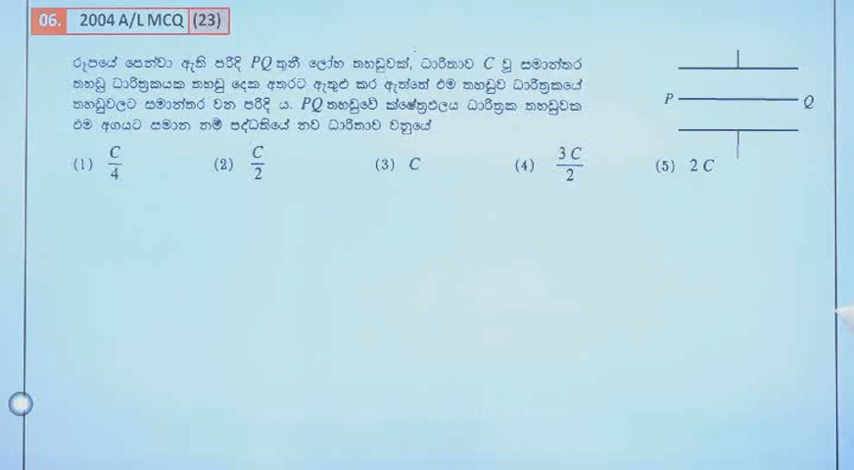 06. 2004 A/L MCQ (23)
රූපයේ පෙන්වා ඇති පරිදි PQ තුනී ලෝහ තහඩුවක්, ධාරිතාව C වූ සමාන්තර
තහඩු ධාරිත්‍රකයක තහඩු දෙක අතරට ඇතුළු කර ඇත්තේ එම තහඩුව ධාරිත්‍රකයේ
තහඩුවලට සමාන්තර වන පරිදි ය. PQ තහඩුවේ ක්ෂේත්‍රඵලය ධාරිත්‍රක තහඩුවක
එම අගයට සමාන නම් පද්ධතියේ නව ධාරිතාව වනුයේ
P Q
(1) C/4 (2) C/2 (3) C (4) 3C/2 (5) 2C